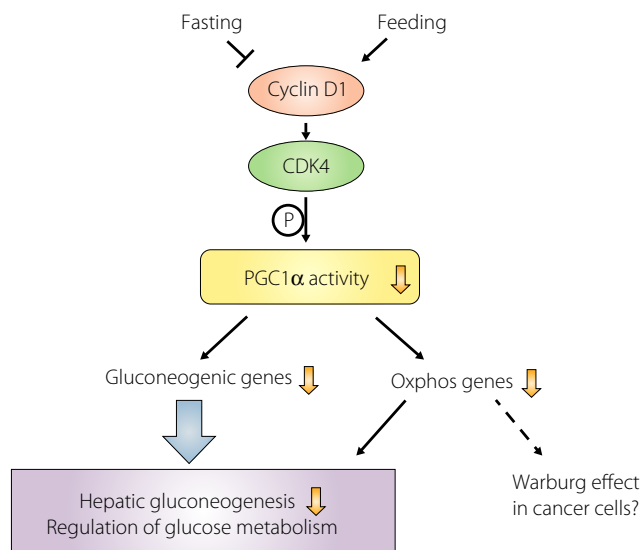 Fasting
Feeding
Cyclin D1
CDK4
P
PGC1α activity
Gluconeogenic genes
Oxphos genes
Hepatic gluconeogenesis
Regulation of glucose metabolism
Warburg effect
in cancer cells?